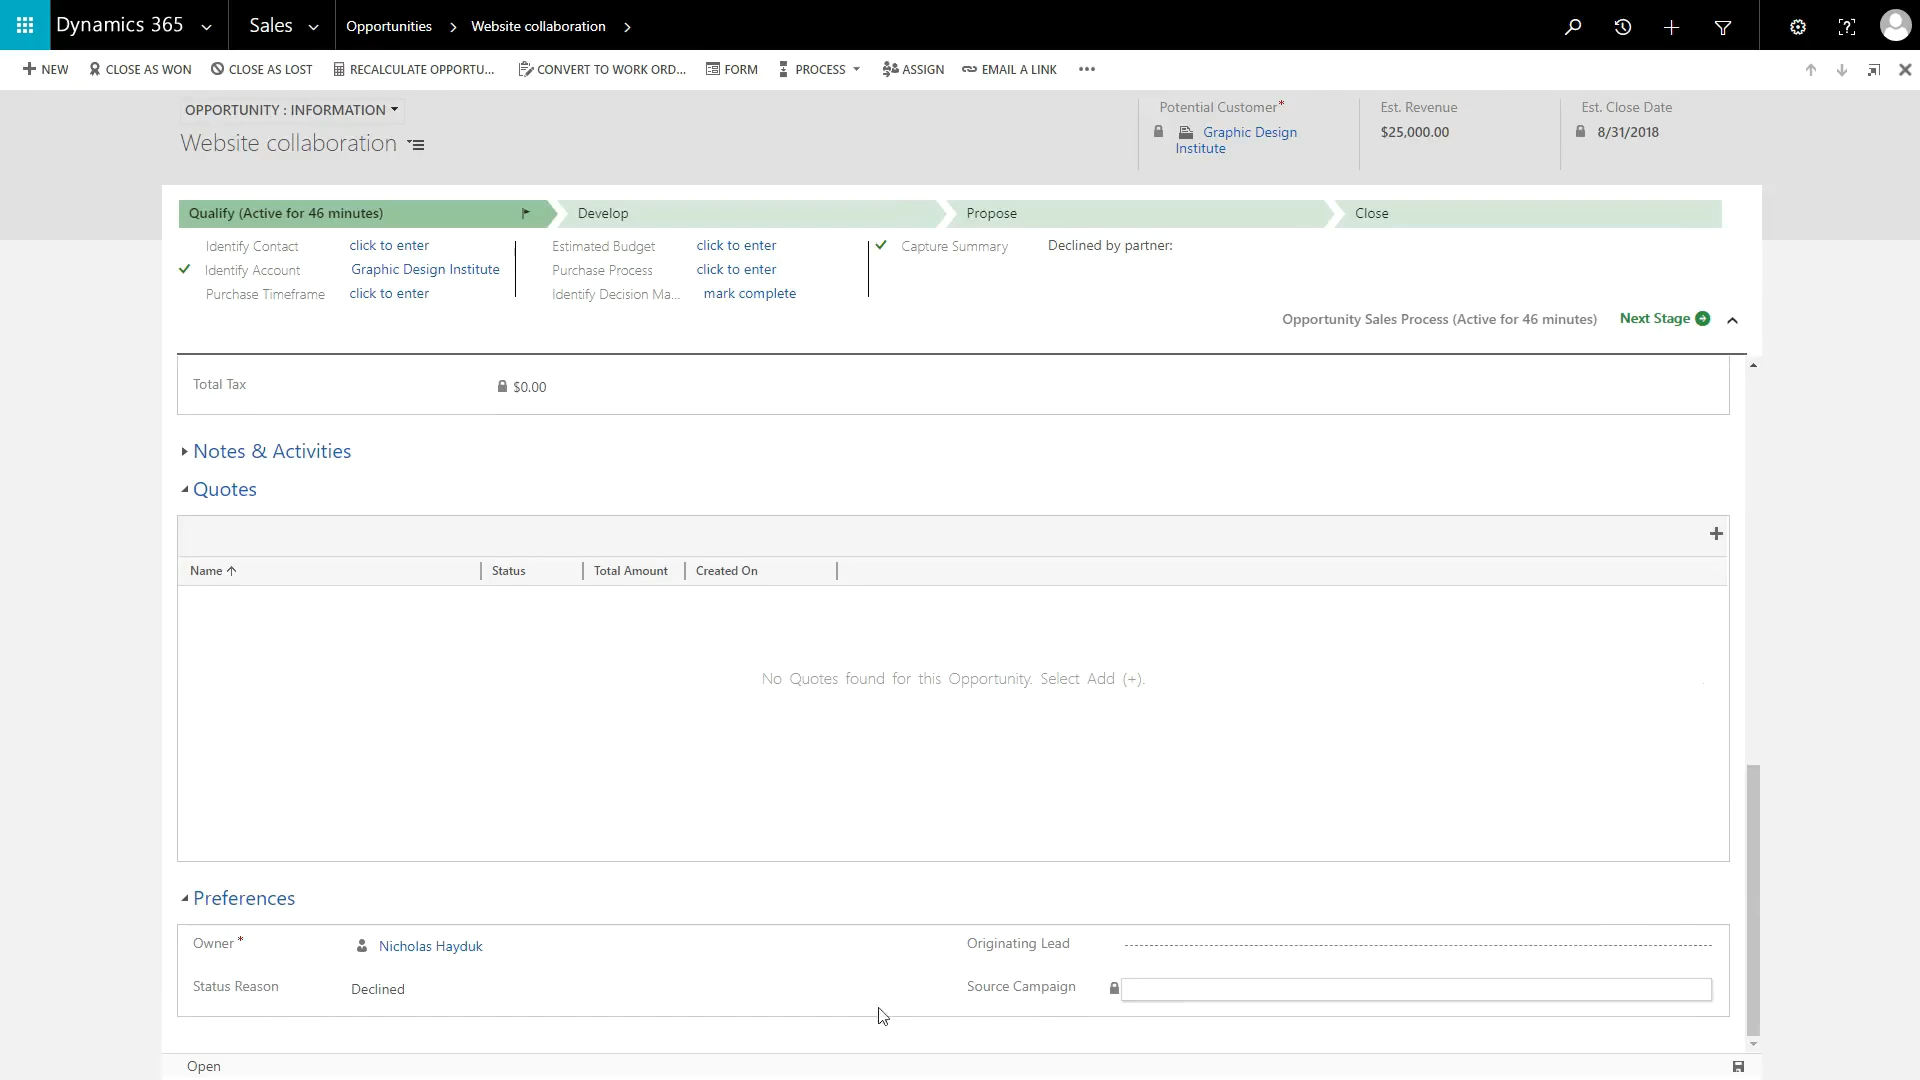 Dynamics 365
Sales
Opportunities
Website collaboration
NEW
CLOSE AS WON
CLOSE AS LOST
RECALCULATE OPPORTU...
CONVERT TO WORK ORD...
FORM
PROCESS
ASSIGN
EMAIL A LINK
OPPORTUNITY : INFORMATION
Website collaboration
Potential Customer*
Graphic Design
Institute
Est. Revenue
$25,000.00
Est. Close Date
8/31/2018
Qualify (Active for 46 minutes)
Develop
Propose
Close
Identify Contact
click to enter
Identify Account
Graphic Design Institute
Purchase Timeframe
click to enter
Estimated Budget
click to enter
Purchase Process
click to enter
Identify Decision Ma...
mark complete
Capture Summary
Declined by partner:
Opportunity Sales Process (Active for 46 minutes)
Next Stage
Total Tax
$0.00
Notes & Activities
Quotes
Name
Status
Total Amount
Created On
No Quotes found for this Opportunity. Select Add (+).
Preferences
Owner*
Nicholas Hayduk
Originating Lead
Status Reason
Declined
Source Campaign
Open